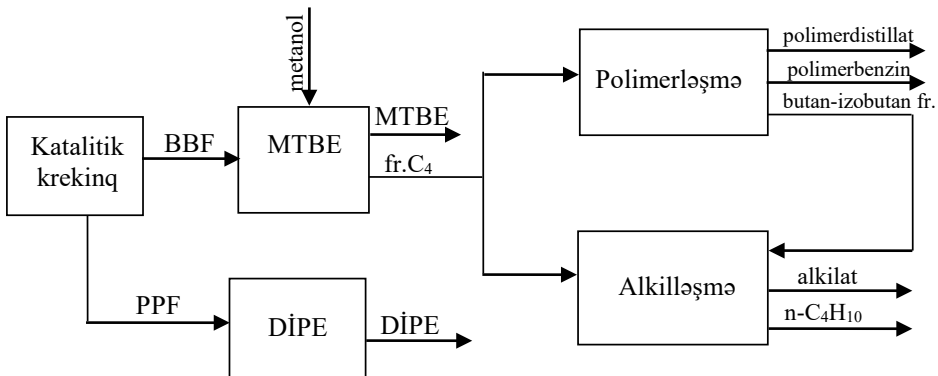 metanol
Katalitik
krekinq
BBF
MTBE
MTBE
fr.C₄
Polimerləşmə
polimerdistillat
polimerbenzin
butan-izobutan fr.
Alkilləşmə
alkilat
n-C₄H₁₀
PPF
DİPE
DİPE